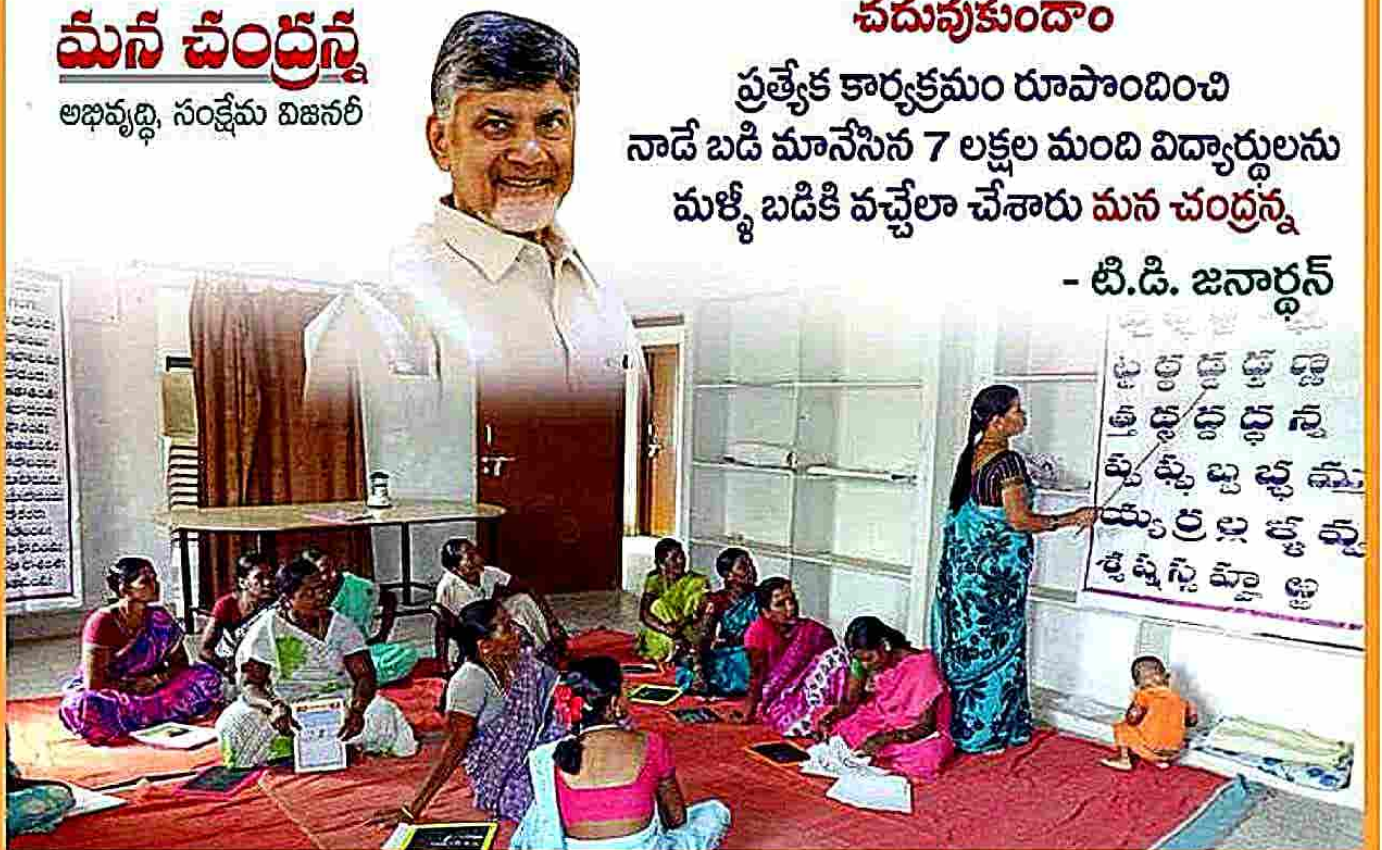 మన చంద్రన్న
అభివృద్ధి, సంక్షేమ విజనరీ
చదువుకుందాం
ప్రత్యేక కార్యక్రమం రూపొందించి
నాడే బడి మానేసిన 7 లక్షల మంది విద్యార్థులను
మళ్ళీ బడికి వచ్చేలా చేశారు మన చంద్రన్న
- టి.డి. జనార్థన్
ట్ట ఠ్ఠ డ్డ ఢ్ఢ ణ్ణ
త్త థ్థ ద్ద ధ్ధ న్న
ప్ప ఫ్ఫ బ్బ భ్భ మ్మ
య్య ర్ర ల్ల ళ్ళ వ్వ
శ్శ ష్ష స్స హ్హ